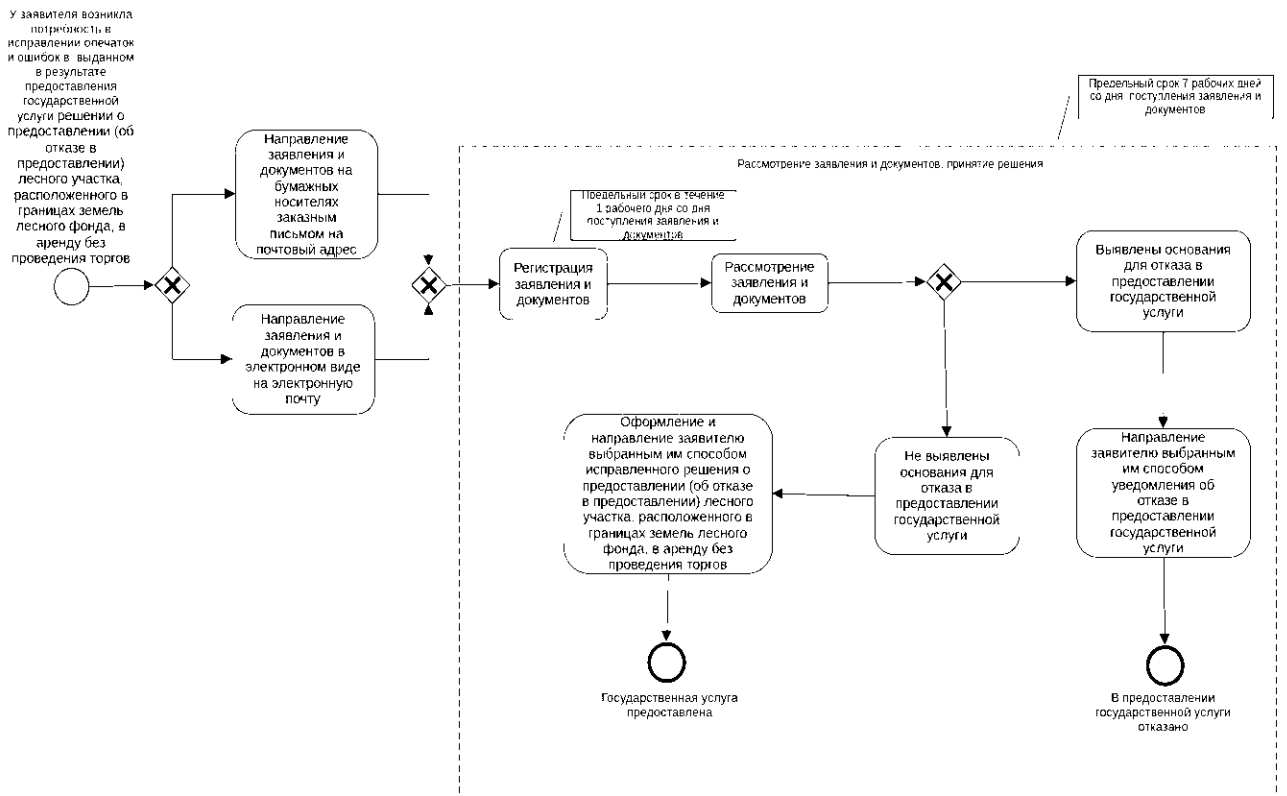 У заявителя возникла
потребность в
исправлении опечаток
и ошибок в выданном
в результате
предоставления
государственной
услуги решении о
предоставлении (об
отказе в
предоставлении)
лесного участка,
расположенного в
границах земель
лесного фонда, в
аренду без
проведения торгов
Направление
заявления и
документов на
бумажных
носителях
заказным
письмом на
почтовый адрес
Направление
заявления и
документов в
электронном виде
на электронную
почту
Предельный срок 7 рабочих дней
со дня поступления заявления и
документов
Рассмотрение заявления и документов, принятие решения
Предельный срок в течение
1 рабочего дня со дня
поступления заявления и
документов
Регистрация
заявления и
документов
Рассмотрение
заявления и
документов
Выявлены основания
для отказа в
предоставлении
государственной
услуги
Оформление и
направление заявителю
выбранным им способом
исправленного решения о
предоставлении (об отказе
в предоставлении) лесного
участка, расположенного в
границах земель лесного
фонда, в аренду без
проведения торгов
Не выявлены
основания для
отказа в
предоставлении
государственной
услуги
Направление
заявителю выбранным
им способом
уведомления об
отказе в
предоставлении
государственной
услуги
Государственная услуга
предоставлена
В предоставлении
государственной услуги
отказано